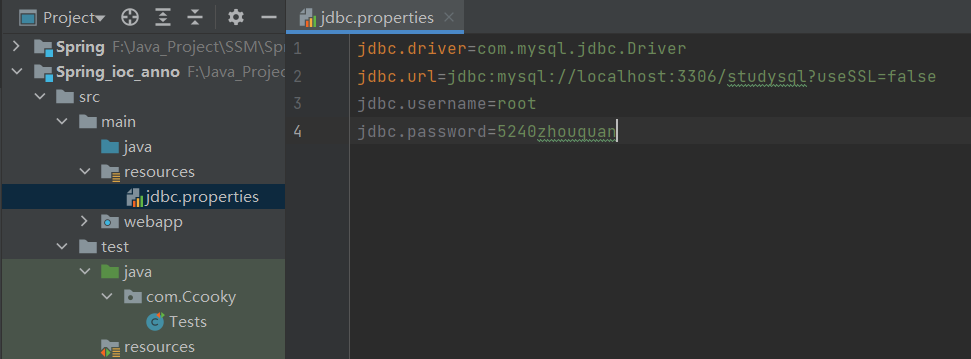 Project
jdbc.properties
Spring F:\Java_Project\SSM\Spr
Spring_ioc_anno F:\Java_Projec
src
main
java
resources
jdbc.properties
webapp
test
java
com.Ccooky
Tests
resources
1 jdbc.driver=com.mysql.jdbc.Driver
2 jdbc.url=jdbc:mysql://localhost:3306/studysql?useSSL=false
3 jdbc.username=root
4 jdbc.password=5240zhouquan